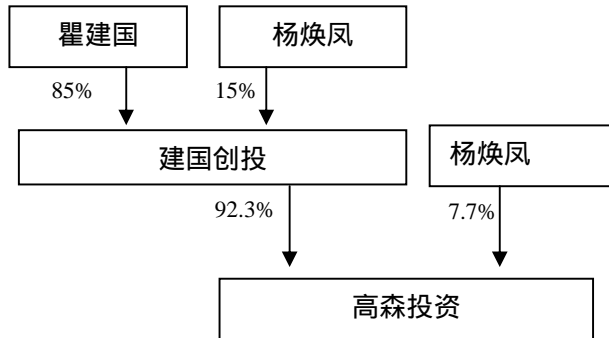 瞿建国 杨焕凤
85% 15%
建国创投 杨焕凤
92.3% 7.7%
高森投资